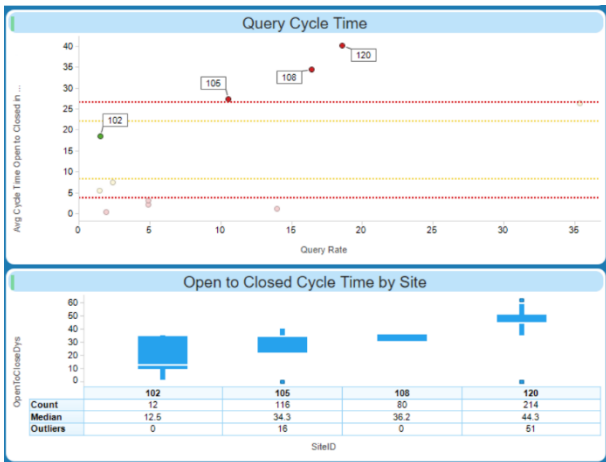 Query Cycle Time
Avg Cycle Time Open to Closed in ...
40
35
30
25
20
15
10
5
0
120
108
105
102
0 5 10 15 20 25 30 35
Query Rate
Open to Closed Cycle Time by Site
OpenToCloseDys
60
50
40
30
20
10
0
102 105 108 120
Count 12 116 80 214
Median 12.5 34.3 36.2 44.3
Outliers 0 16 0 51
SiteID